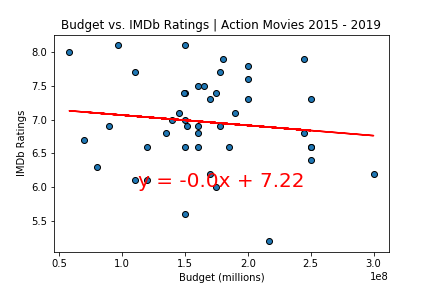 Budget vs. IMDb Ratings | Action Movies 2015 - 2019
IMDb Ratings
8.0
7.5
7.0
6.5
6.0
5.5
y = -0.0x + 7.22
0.5 1.0 1.5 2.0 2.5 3.0
1e8
Budget (millions)